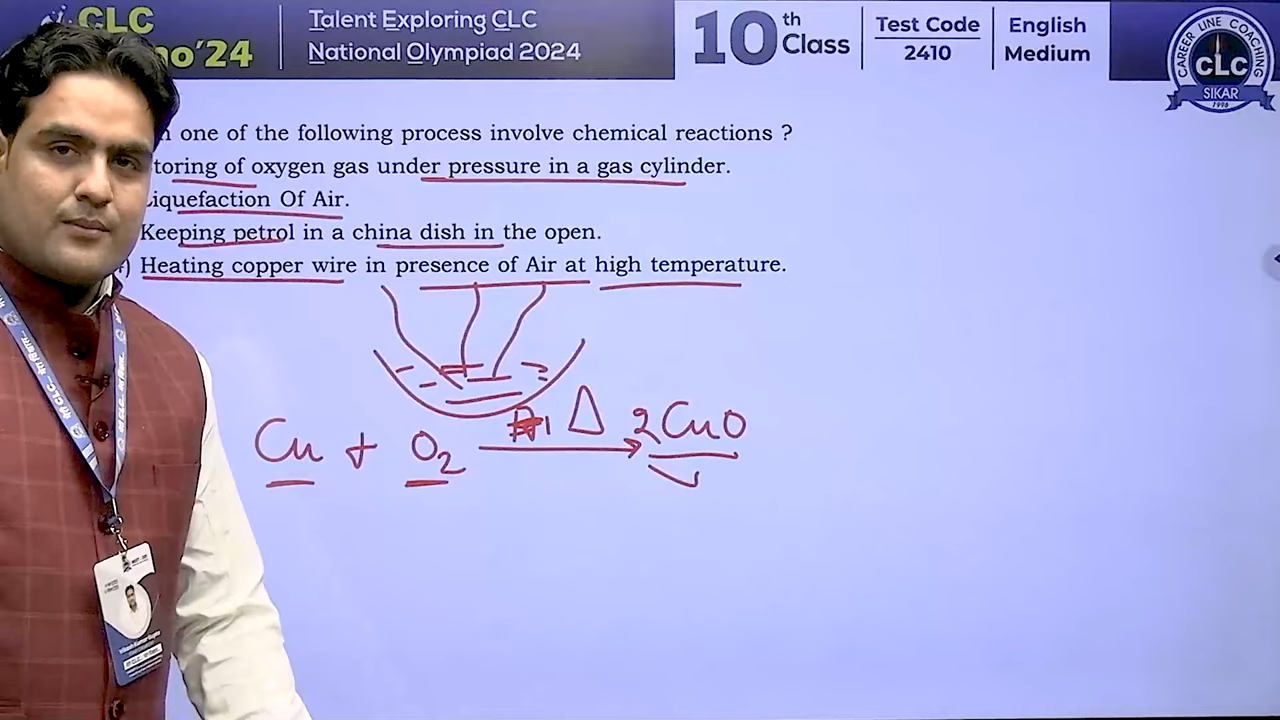 CLC
no'24
Talent Exploring CLC
National Olympiad 2024
10th Class
Test Code
2410
English
Medium
CAREER LINE COACHING
CLC
SIKAR
1996
one of the following process involve chemical reactions ?
toring of oxygen gas under pressure in a gas cylinder.
Liquefaction Of Air.
Keeping petrol in a china dish in the open.
) Heating copper wire in presence of Air at high temperature.
Cu + O2 Δ 2CuO